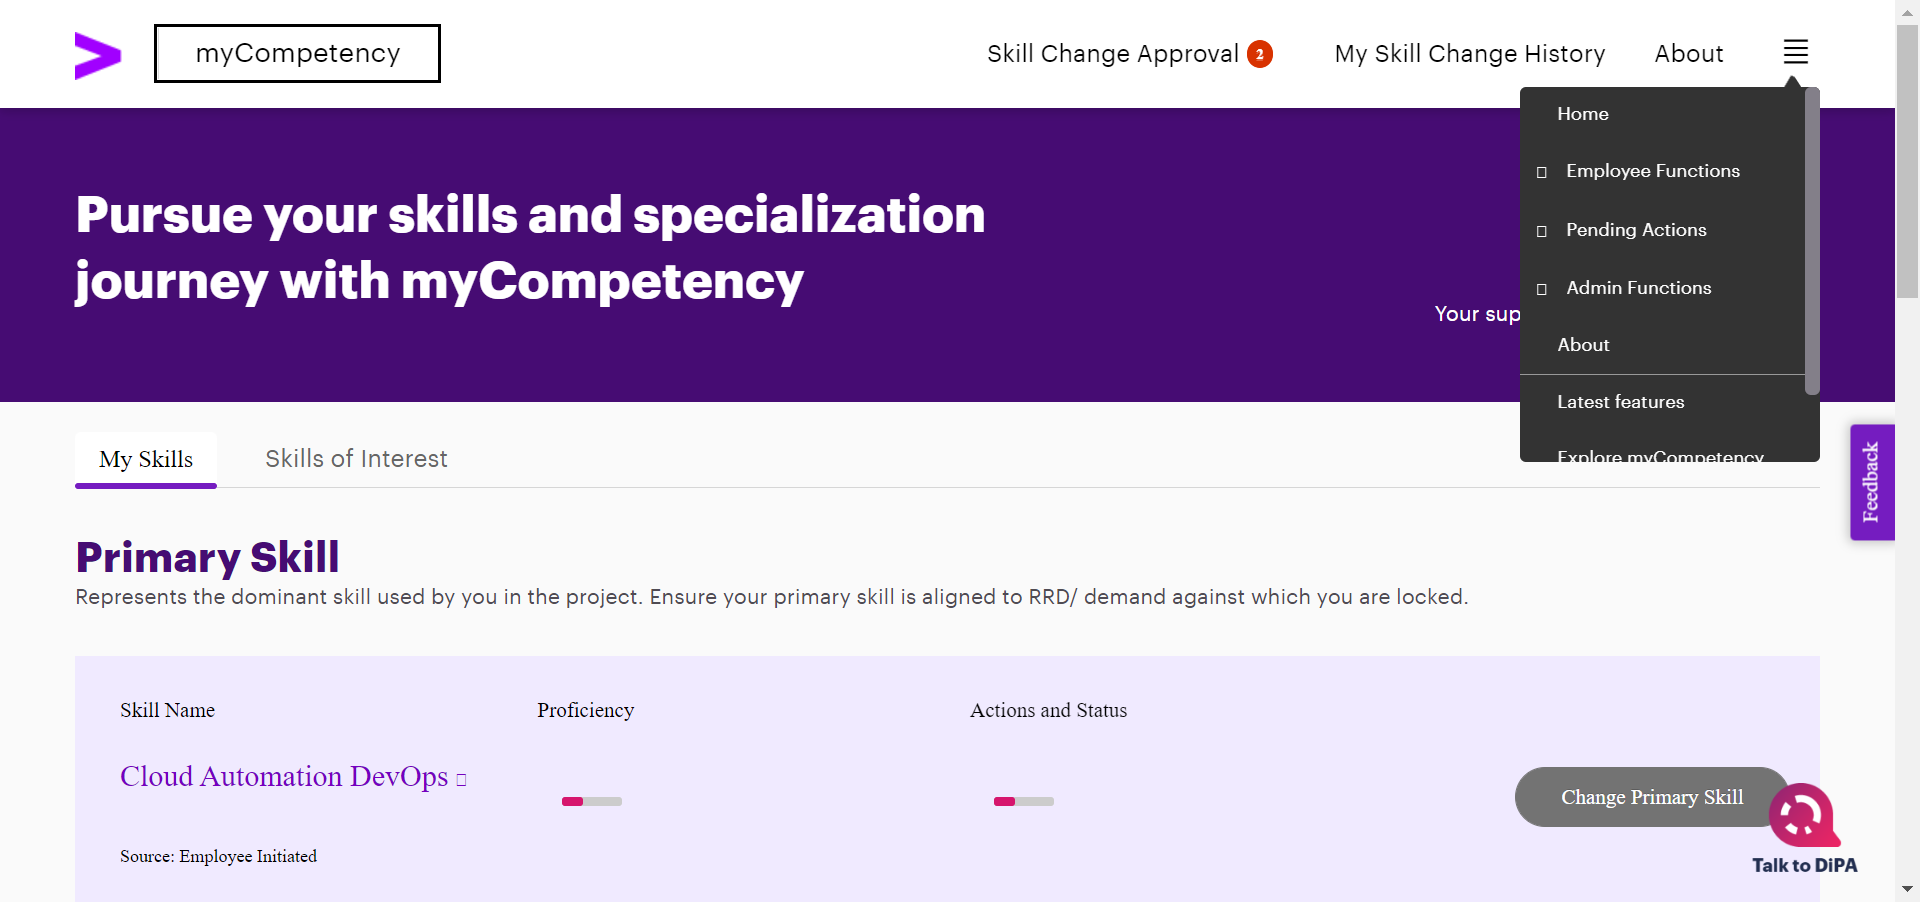 myCompetency
Skill Change Approval 2
My Skill Change History
About
Home
Employee Functions
Pending Actions
Admin Functions
About
Latest features
Explore myCompetency
Pursue your skills and specialization
journey with myCompetency
Your sup
My Skills
Skills of Interest
Feedback
Primary Skill
Represents the dominant skill used by you in the project. Ensure your primary skill is aligned to RRD/ demand against which you are locked.
Skill Name
Proficiency
Actions and Status
Cloud Automation DevOps
Change Primary Skill
Source: Employee Initiated
Talk to DiPA